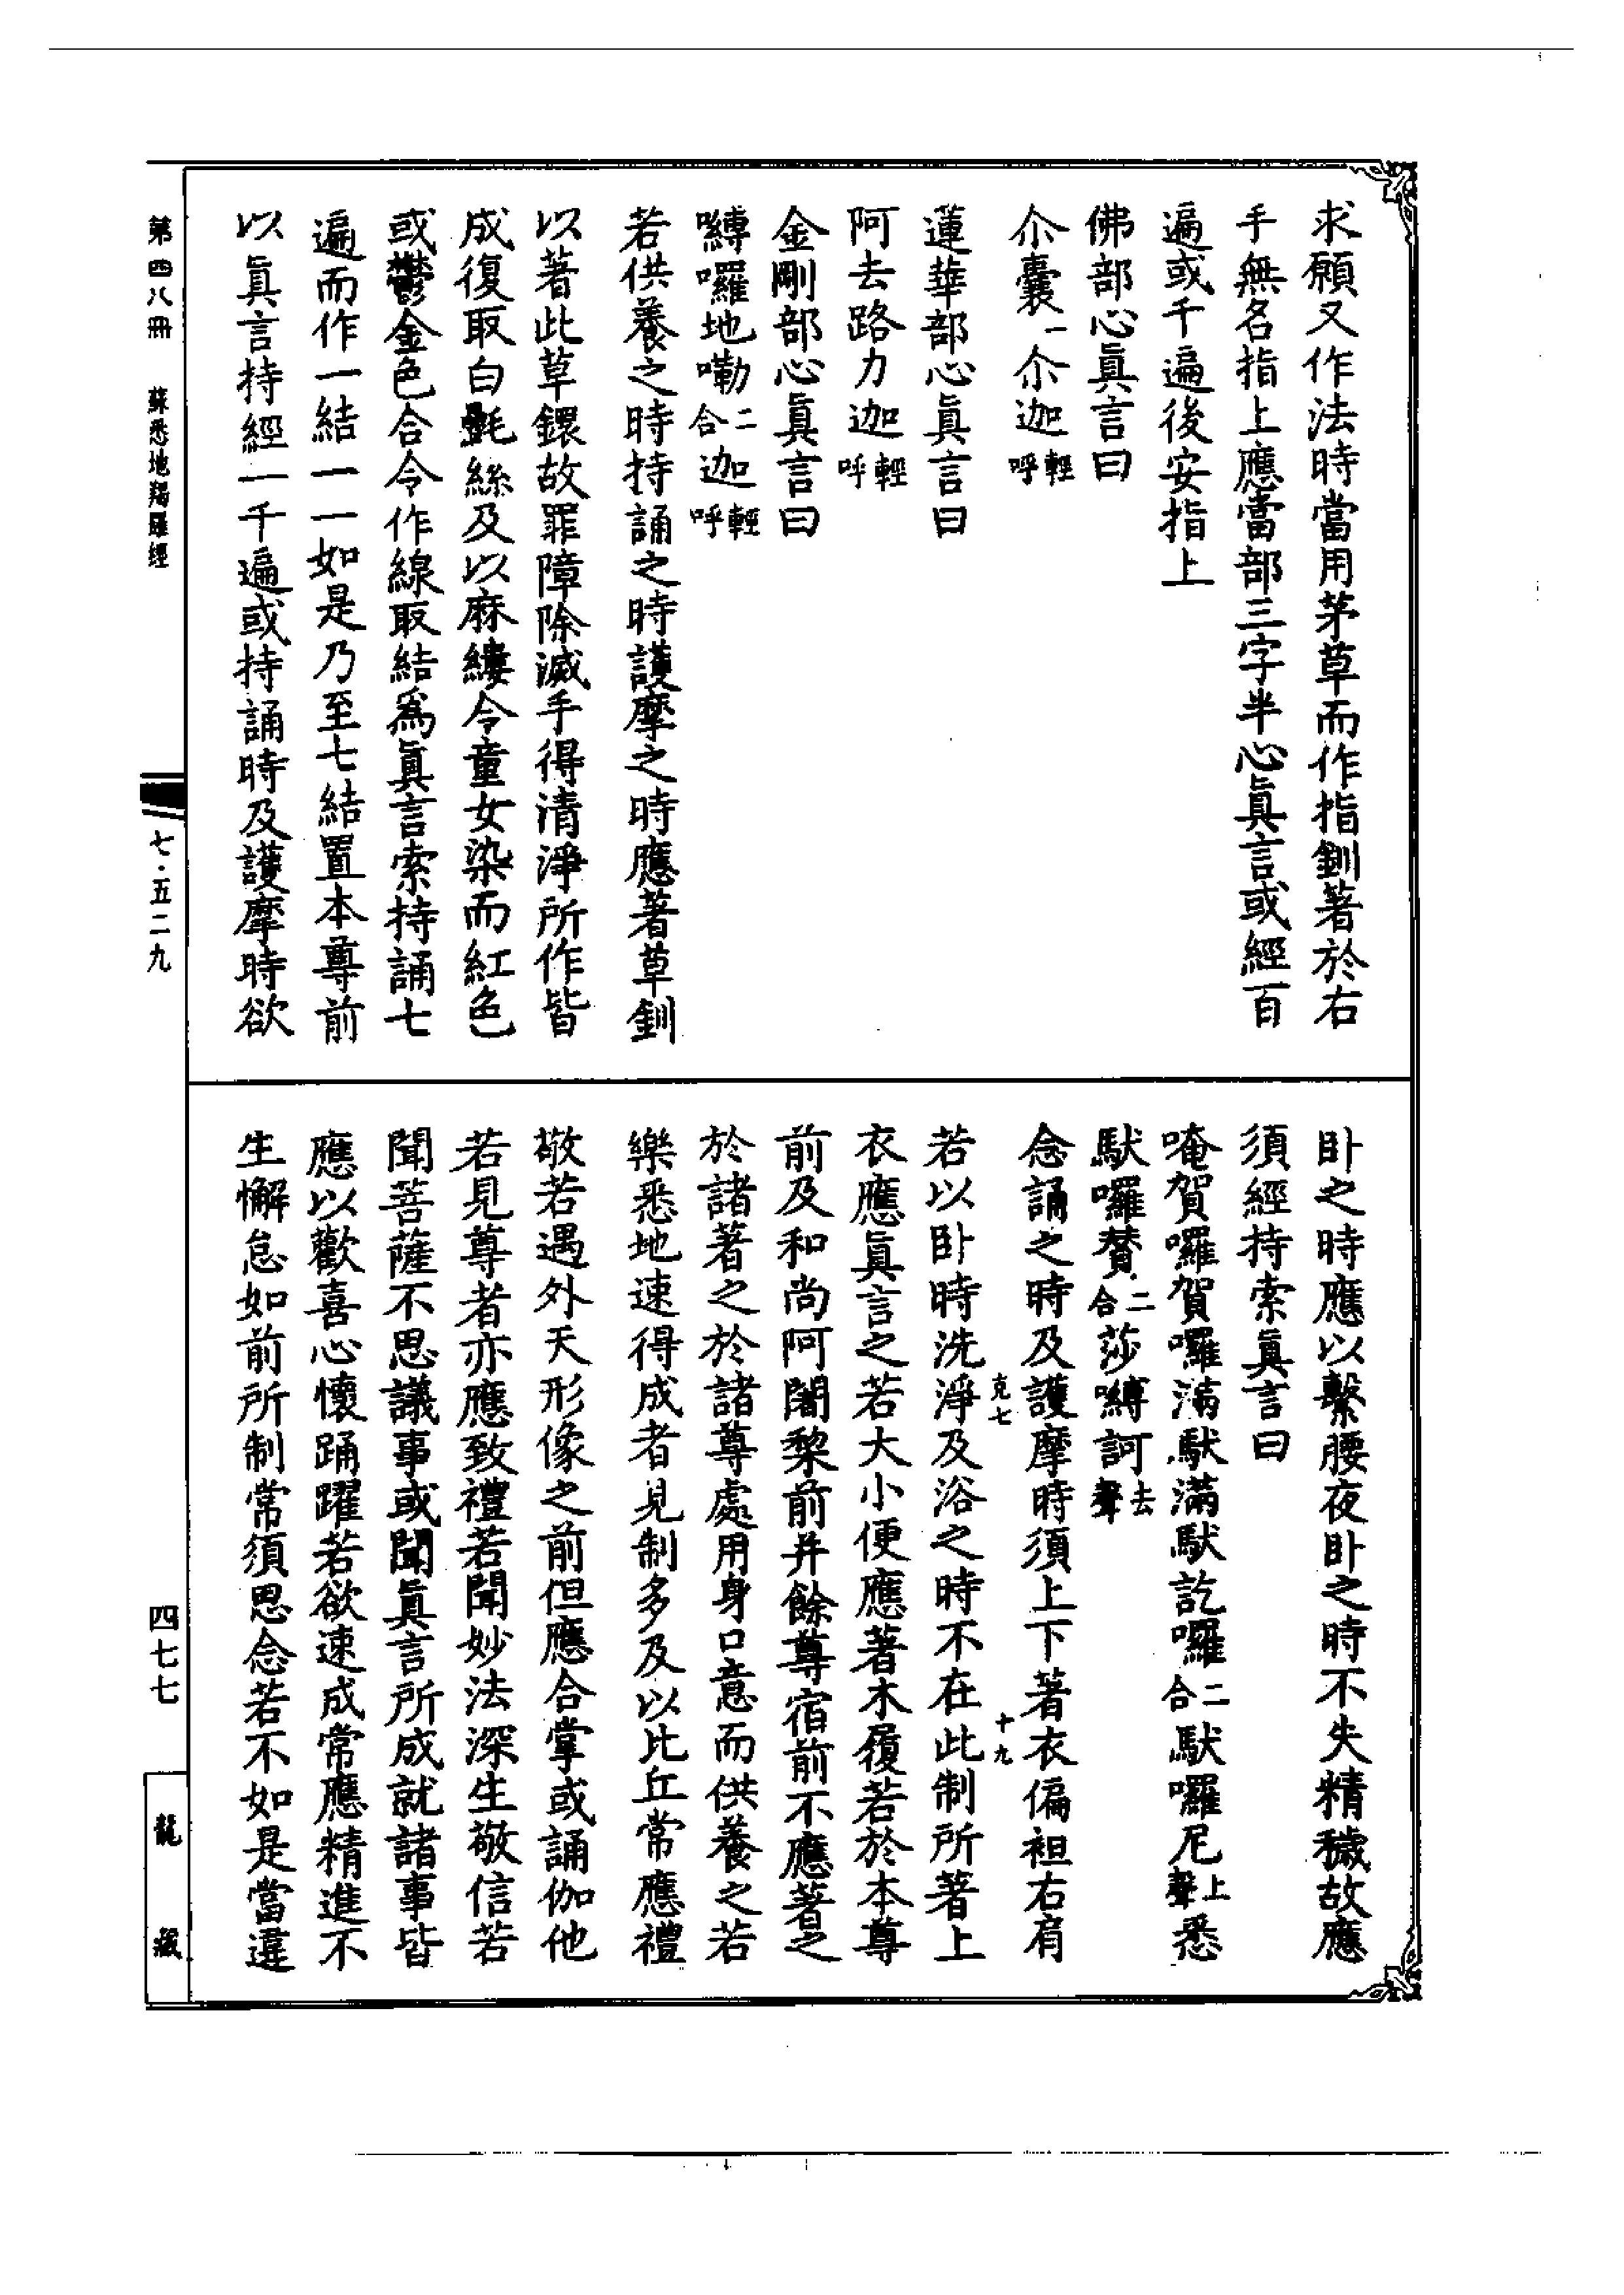 求願又作法時當用茅草而作指釧著於右
手無名指上應當部三字半心眞言或經百
遍或千遍後安指上
佛部心眞言曰
尒囊一尒迦輕呼
蓮華部心眞言曰
阿去路力迦輕呼
金剛部心眞言曰
嚩囉地嘞二合迦輕呼
若供養之時持誦之時護摩之時應著草釧
以著此草鐶故罪障除滅手得清淨所作皆
成復取白㲲絲及以麻縷令童女染而紅色
或鬱金色合令作線取結爲眞言索持誦七
遍而作一結一一如是乃至七結置本尊前
以眞言持經一千遍或持誦時及護摩時欲
卧之時應以繫腰夜卧之時不失精穢故應
須經持索眞言曰
唵賀囉賀囉滿馱滿馱訖囉二合馱囉尼上聲悉
馱囉贊二合莎嚩訶去聲
念誦之時及護摩時須上下著衣偏袒右肩
克七
十九
若以卧時洗淨及浴之時不在此制所著上
衣應眞言之若大小便應著木履若於本尊
前及和尚阿闍棃前并餘尊宿前不應著之
於諸著之於諸尊處用身口意而供養之若
樂悉地速得成者見制多及以比丘常應禮
敬若遇外天形像之前但應合掌或誦伽他
若見尊者亦應致禮若聞妙法深生敬信若
聞菩薩不思議事或聞眞言所成就諸事皆
應以歡喜心懷踊躍若欲速成常應精進不
生懈怠如前所制常須思念若不如是當違
第四八冊
蘇悉地羯羅經
七·五二九
四七七
龍藏